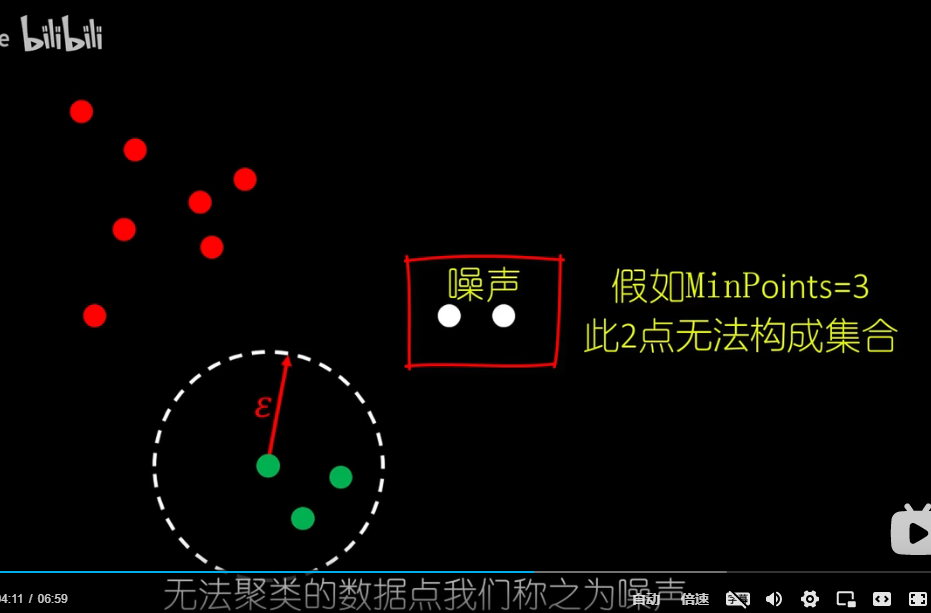 e bilibili
噪声
假如MinPoints=3
此2点无法构成集合
ε
无法聚类的数据点我们称之为噪声
04:11 / 06:59
自动
倍速